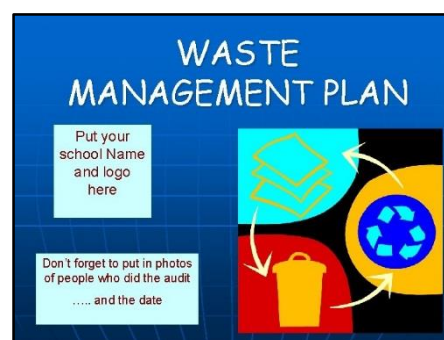 WASTE
MANAGEMENT PLAN
Put your
school Name
and logo
here
Don't forget to put in photos
of people who did the audit
..... and the date